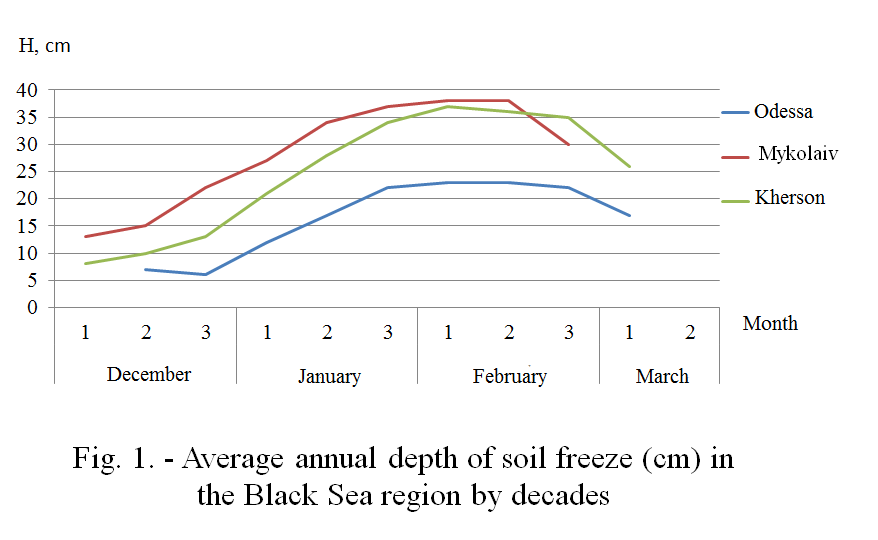 H, cm
40
35
30
25
20
15
10
5
0
Odessa
Mykolaiv
Kherson
1 2 3 1 2 3 1 2 3 1 2
Month
December January February March
Fig. 1. - Average annual depth of soil freeze (cm) in
the Black Sea region by decades